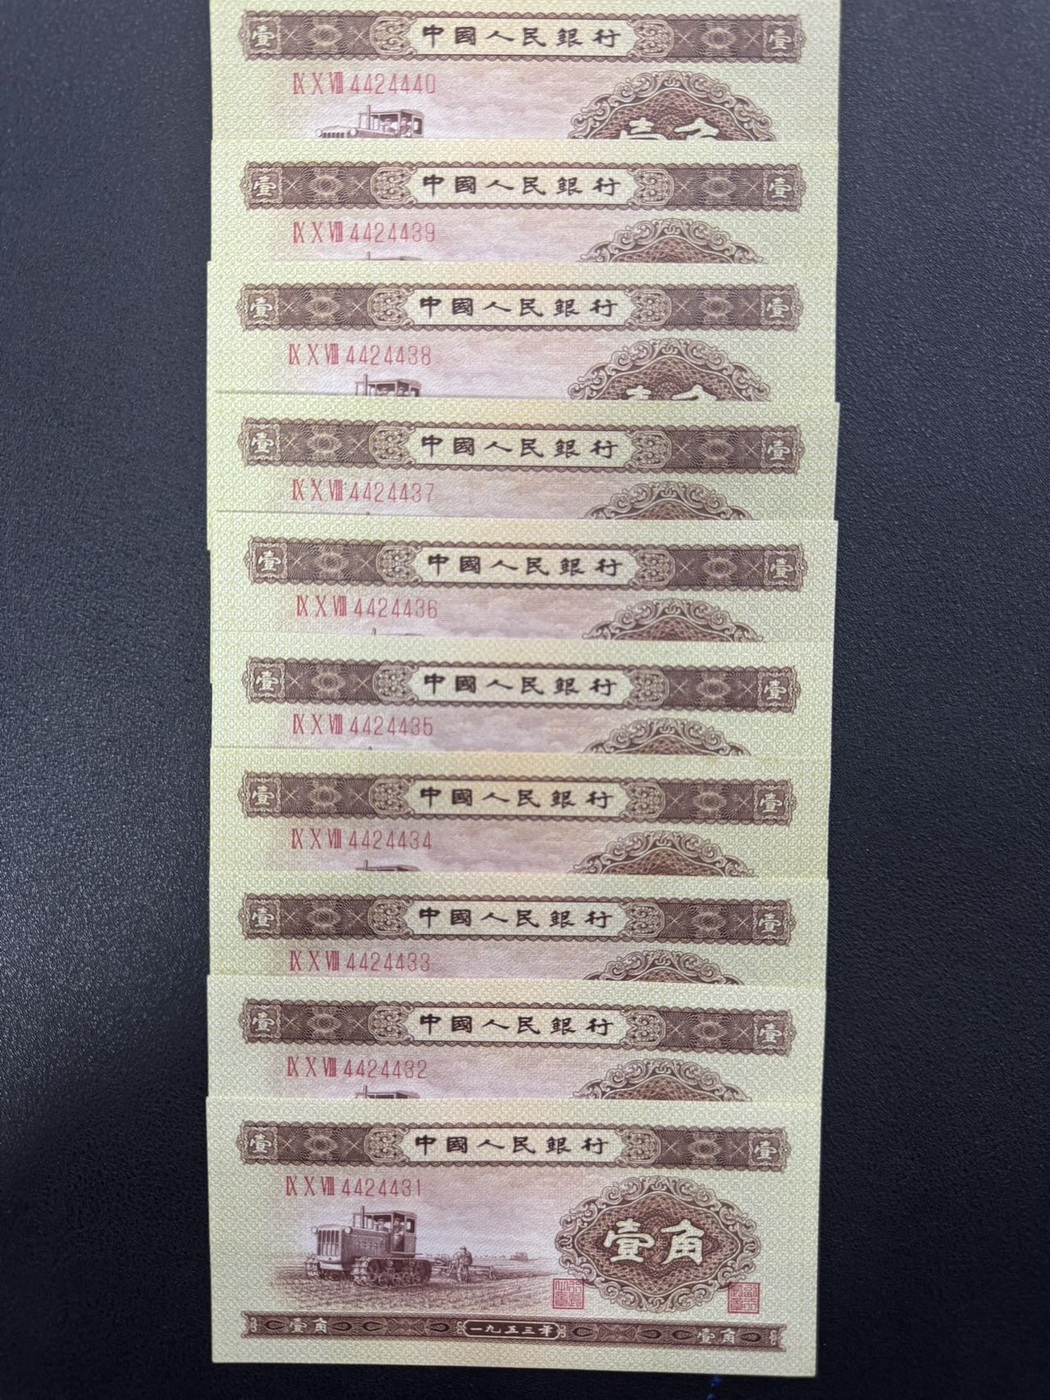 壹 中國人民銀行 壹
Ⅸ Ⅹ Ⅷ 4424440
壹角
壹 中國人民銀行 壹
Ⅸ Ⅹ Ⅷ 4424439
壹 中國人民銀行 壹
Ⅸ Ⅹ Ⅷ 4424438
壹角
壹 中國人民銀行 壹
Ⅸ Ⅹ Ⅷ 4424437
壹 中國人民銀行 壹
Ⅸ Ⅹ Ⅷ 4424436
壹 中國人民銀行 壹
Ⅸ Ⅹ Ⅷ 4424435
壹 中國人民銀行 壹
Ⅸ Ⅹ Ⅷ 4424434
壹 中國人民銀行 壹
Ⅸ Ⅹ Ⅷ 4424433
壹 中國人民銀行 壹
Ⅸ Ⅹ Ⅷ 4424432
壹 中國人民銀行 壹
Ⅸ Ⅹ Ⅷ 4424431
壹角
壹角 一九五三年 壹角